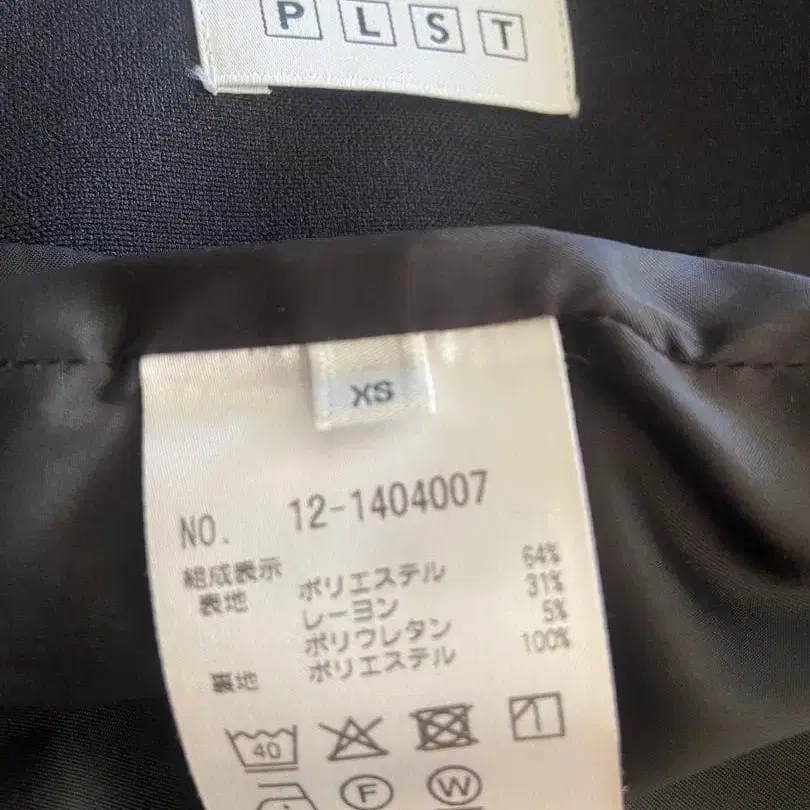 PLST
XS
NO. 12-1404007
組成表示
表地 ポリエステル 64%
レーヨン 31%
ポリウレタン 5%
裏地 ポリエステル 100%
40
F W